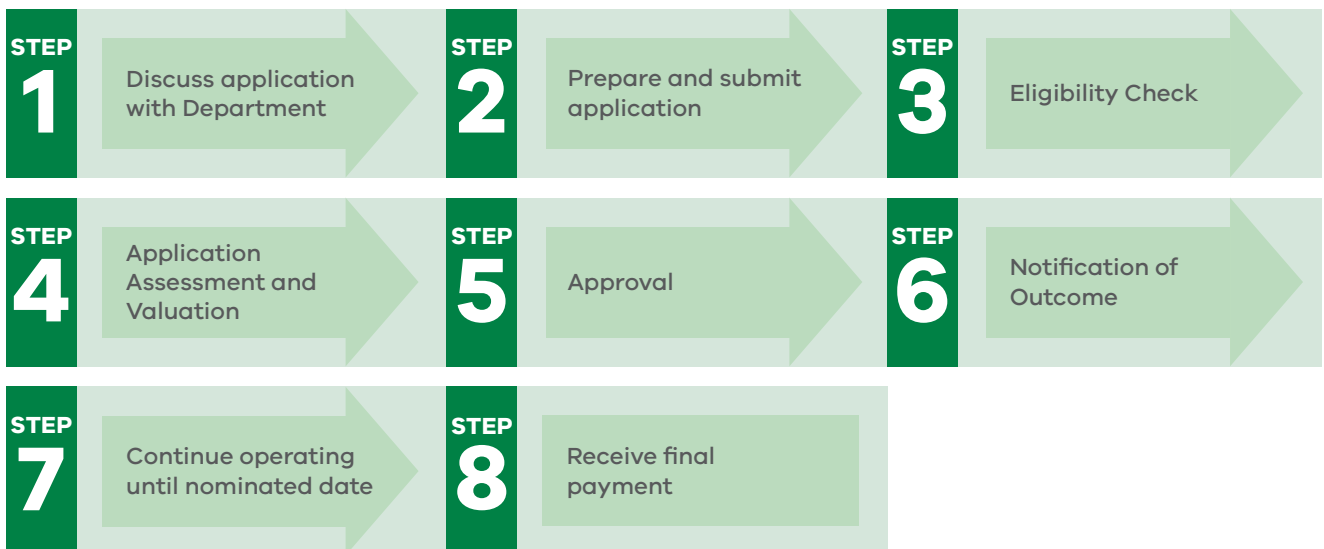 STEP
1
Discuss application
with Department
STEP
2
Prepare and submit
application
STEP
3
Eligibility Check
STEP
4
Application
Assessment and
Valuation
STEP
5
Approval
STEP
6
Notification of
Outcome
STEP
7
Continue operating
until nominated date
STEP
8
Receive final
payment